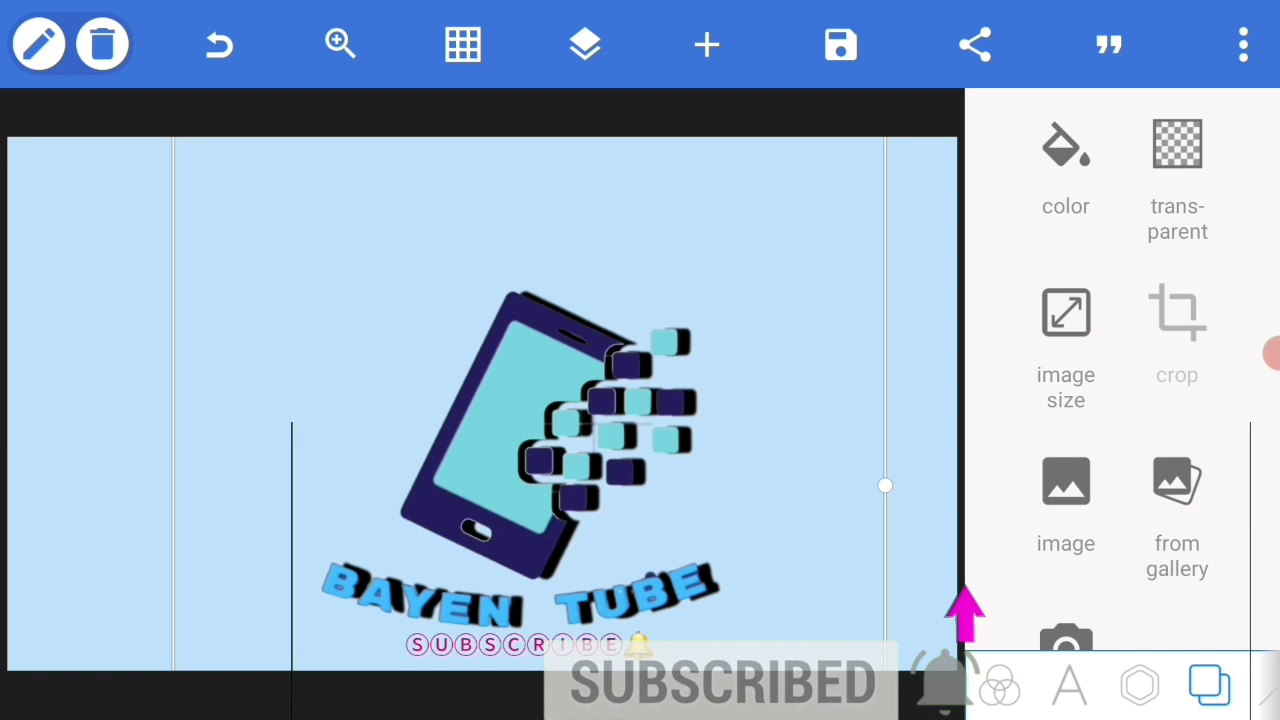 color
trans-
parent
image
size
crop
image
from
gallery
BAYEN TUBE
ⓈⓊⒷⓈⒸⓇⒾⒷⒺ🔔
SUBSCRIBED